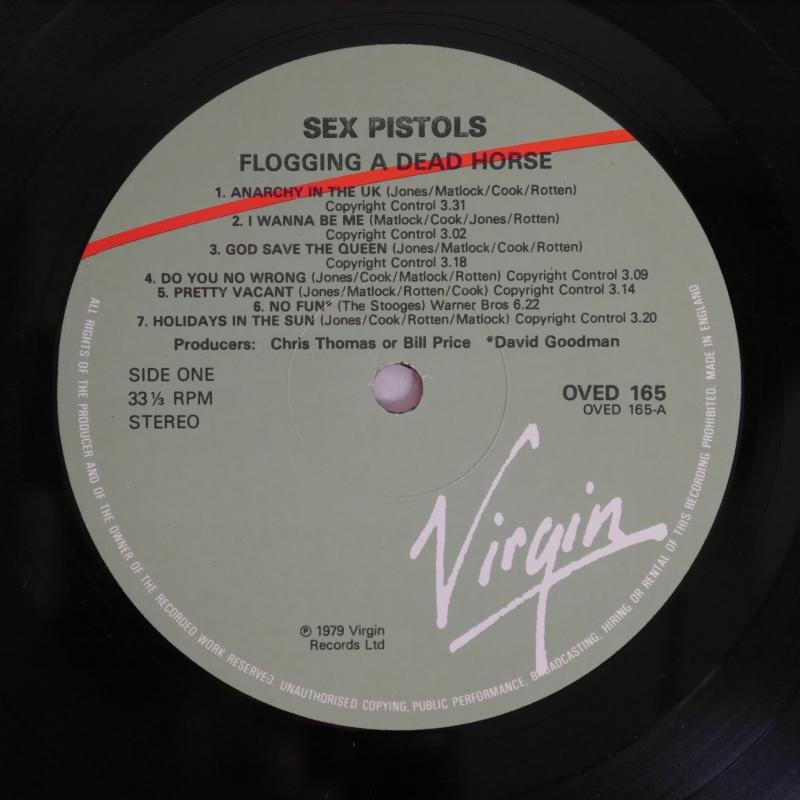 SEX PISTOLS
FLOGGING A DEAD HORSE
1. ANARCHY IN THE UK (Jones/Matlock/Cook/Rotten)
Copyright Control 3.31
2. I WANNA BE ME (Matlock/Cook/Jones/Rotten)
Copyright Control 3.02
3. GOD SAVE THE QUEEN (Jones/Matlock/Cook/Rotten)
Copyright Control 3.18
4. DO YOU NO WRONG (Jones/Cook/Matlock/Rotten) Copyright Control 3.09
5. PRETTY VACANT (Jones/Matlock/Rotten/Cook) Copyright Control 3.14
6. NO FUN* (The Stooges) Warner Bros 6.22
7. HOLIDAYS IN THE SUN (Jones/Cook/Rotten/Matlock) Copyright Control 3.20
Producers: Chris Thomas or Bill Price *David Goodman
SIDE ONE
33⅓ RPM
STEREO
OVED 165
OVED 165-A
Virgin
℗ 1979 Virgin
Records Ltd
ALL RIGHTS OF THE PRODUCER AND OF THE OWNER OF THE RECORDED WORK RESERVED. UNAUTHORISED COPYING, PUBLIC PERFORMANCE, BROADCASTING, HIRING OR RENTAL OF THIS RECORDING PROHIBITED. MADE IN ENGLAND